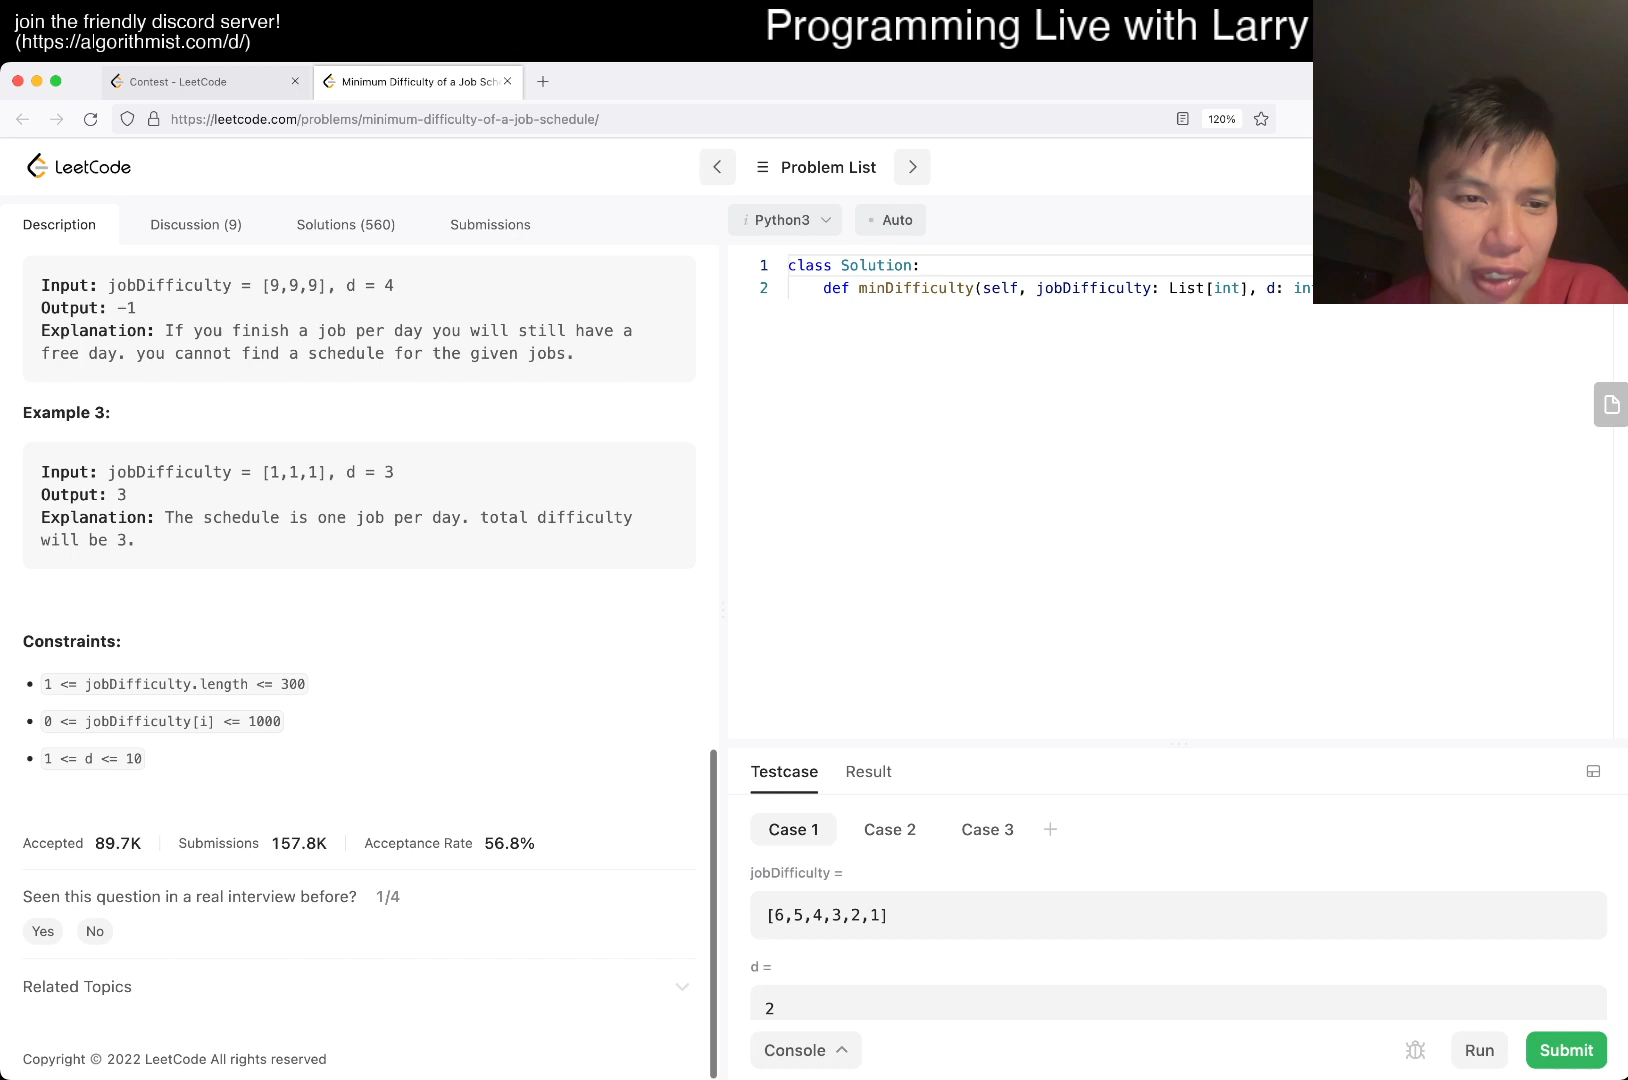 join the friendly discord server!
(https://algorithmist.com/d/)
Programming Live with Larry
Contest - LeetCode
Minimum Difficulty of a Job Sch
https://leetcode.com/problems/minimum-difficulty-of-a-job-schedule/
120%
LeetCode
Problem List
Description
Discussion (9)
Solutions (560)
Submissions
Input: jobDifficulty = [9,9,9], d = 4
Output: -1
Explanation: If you finish a job per day you will still have a
free day. you cannot find a schedule for the given jobs.
Example 3:
Input: jobDifficulty = [1,1,1], d = 3
Output: 3
Explanation: The schedule is one job per day. total difficulty
will be 3.
Constraints:
• 1 <= jobDifficulty.length <= 300
• 0 <= jobDifficulty[i] <= 1000
• 1 <= d <= 10
Accepted 89.7K Submissions 157.8K Acceptance Rate 56.8%
Seen this question in a real interview before? 1/4
Yes No
Related Topics
Copyright © 2022 LeetCode All rights reserved
i Python3
Auto
1 class Solution:
2 def minDifficulty(self, jobDifficulty: List[int], d: in
Testcase
Result
Case 1
Case 2
Case 3
jobDifficulty =
[6,5,4,3,2,1]
d =
2
Console
Run
Submit